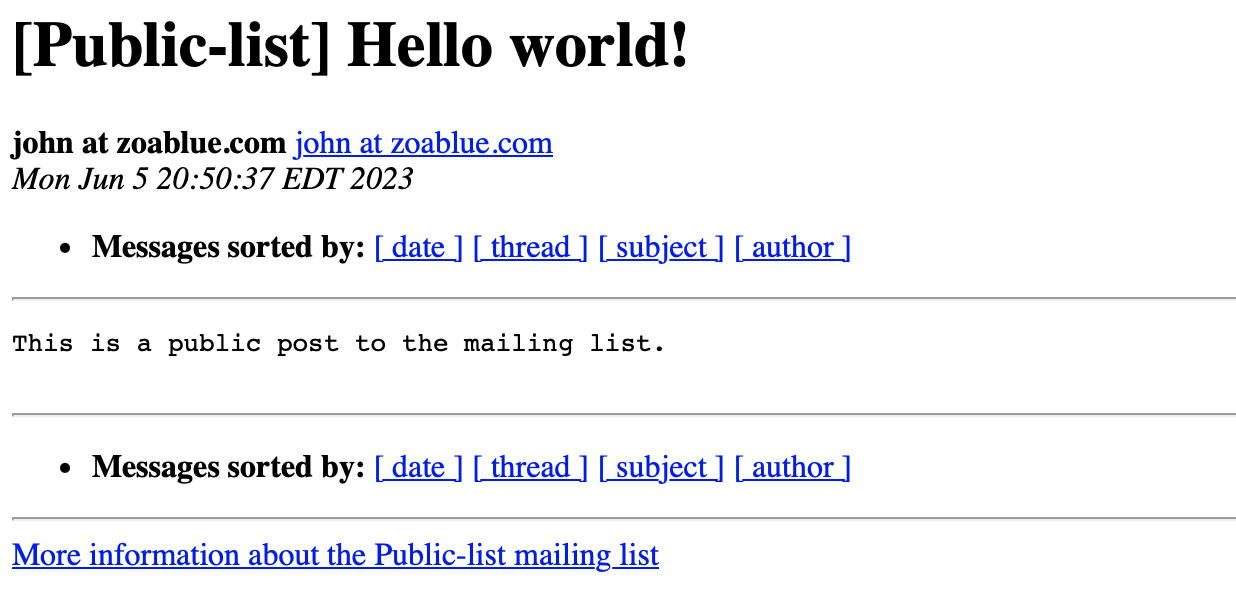 [Public-list] Hello world!
john at zoablue.com john at zoablue.com
Mon Jun 5 20:50:37 EDT 2023
• Messages sorted by: [ date ] [ thread ] [ subject ] [ author ]
This is a public post to the mailing list.
• Messages sorted by: [ date ] [ thread ] [ subject ] [ author ]
More information about the Public-list mailing list